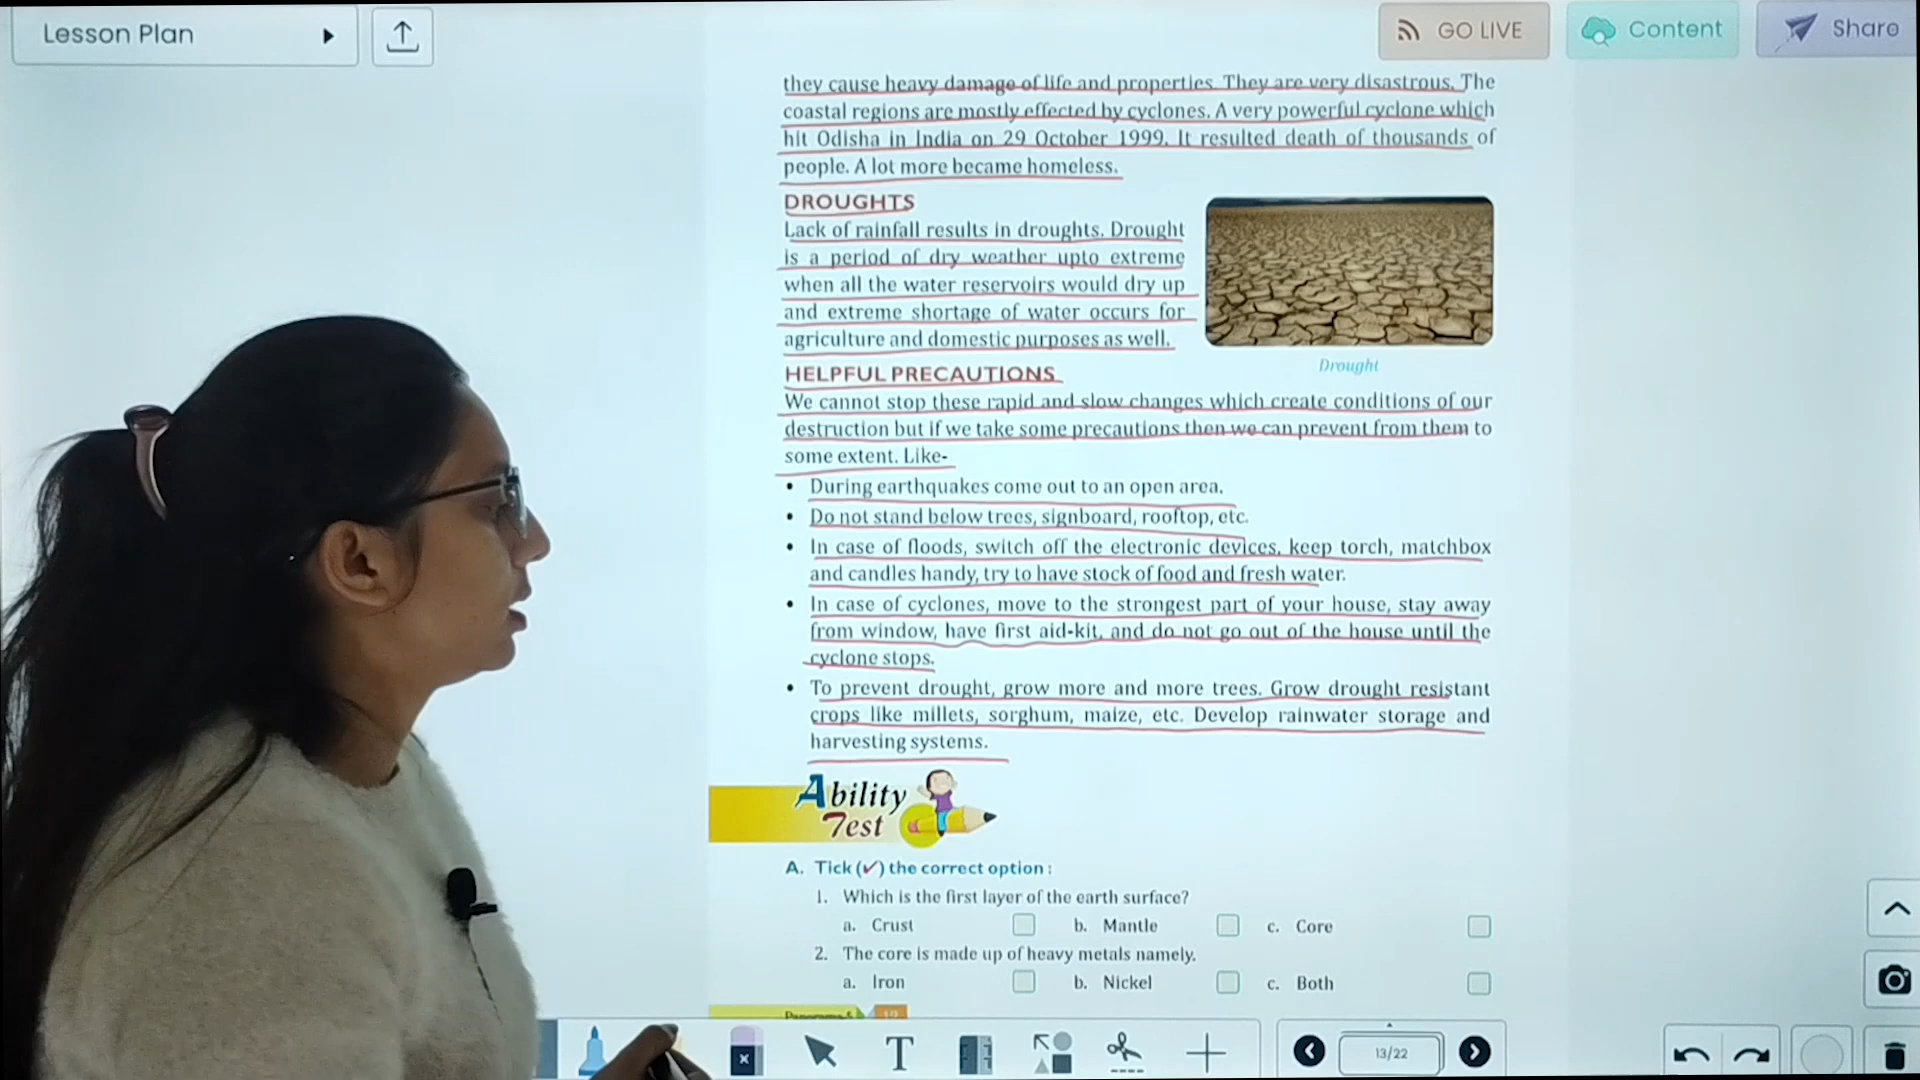 Lesson Plan
GO LIVE
Content
Share
they cause heavy damage of life and properties. They are very disastrous. The
coastal regions are mostly effected by cyclones. A very powerful cyclone which
hit Odisha in India on 29 October 1999. It resulted death of thousands of
people. A lot more became homeless.
DROUGHTS
Lack of rainfall results in droughts. Drought
is a period of dry weather upto extreme
when all the water reservoirs would dry up
and extreme shortage of water occurs for
agriculture and domestic purposes as well.
Drought
HELPFUL PRECAUTIONS
We cannot stop these rapid and slow changes which create conditions of our
destruction but if we take some precautions then we can prevent from them to
some extent. Like-
• During earthquakes come out to an open area.
• Do not stand below trees, signboard, rooftop, etc.
• In case of floods, switch off the electronic devices, keep torch, matchbox
and candles handy, try to have stock of food and fresh water.
• In case of cyclones, move to the strongest part of your house, stay away
from window, have first aid-kit, and do not go out of the house until the
cyclone stops.
• To prevent drought, grow more and more trees. Grow drought resistant
crops like millets, sorghum, maize, etc. Develop rainwater storage and
harvesting systems.
Ability
Test
A. Tick (✓) the correct option :
1. Which is the first layer of the earth surface?
a. Crust b. Mantle c. Core
2. The core is made up of heavy metals namely.
a. Iron b. Nickel c. Both
T
13/22